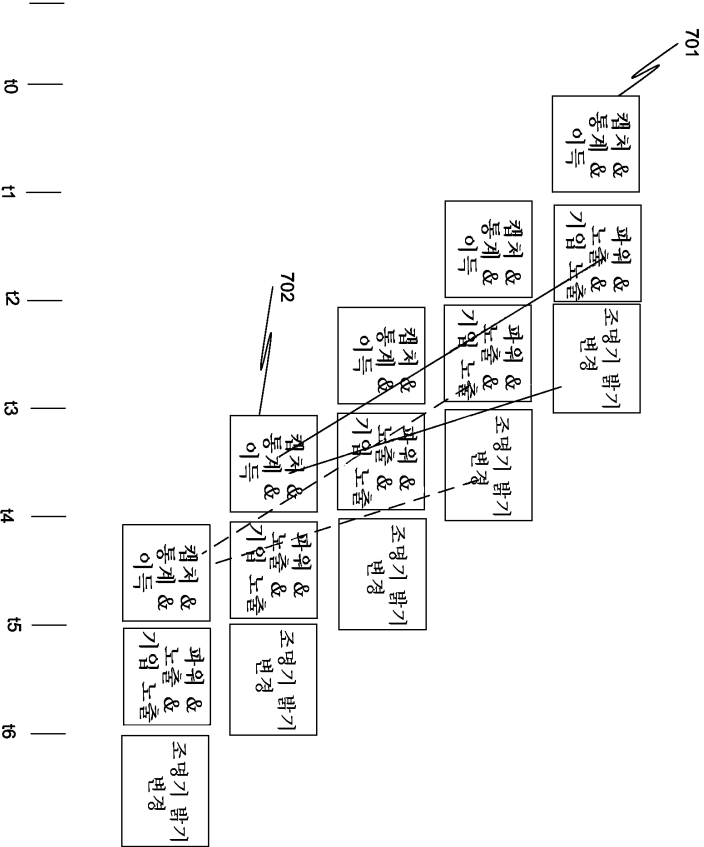 701
캡처 &
통계 &
이득
파워 &
노출 &
기입 노출
조명기 밝기
변경
캡처 &
통계 &
이득
파워 &
노출 &
기입 노출
조명기 밝기
변경
캡처 &
통계 &
이득
파워 &
노출 &
기입 노출
조명기 밝기
변경
702
캡처 &
통계 &
이득
파워 &
노출 &
기입 노출
조명기 밝기
변경
캡처 &
통계 &
이득
파워 &
노출 &
기입 노출
조명기 밝기
변경
t0
t1
t2
t3
t4
t5
t6